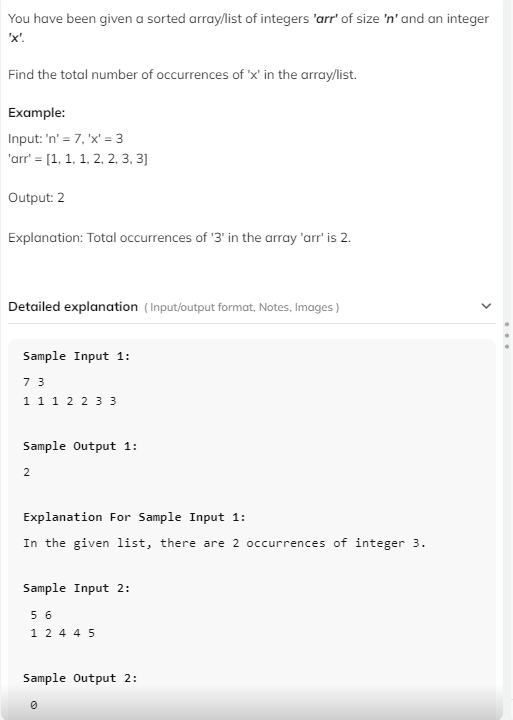 You have been given a sorted array/list of integers 'arr' of size 'n' and an integer
'x'.
Find the total number of occurrences of 'x' in the array/list.
Example:
Input: 'n' = 7, 'x' = 3
'arr' = [1, 1, 1, 2, 2, 3, 3]
Output: 2
Explanation: Total occurrences of '3' in the array 'arr' is 2.
Detailed explanation ( Input/output format, Notes, Images )
Sample Input 1:
7 3
1 1 1 2 2 3 3
Sample Output 1:
2
Explanation For Sample Input 1:
In the given list, there are 2 occurrences of integer 3.
Sample Input 2:
5 6
1 2 4 4 5
Sample Output 2:
0